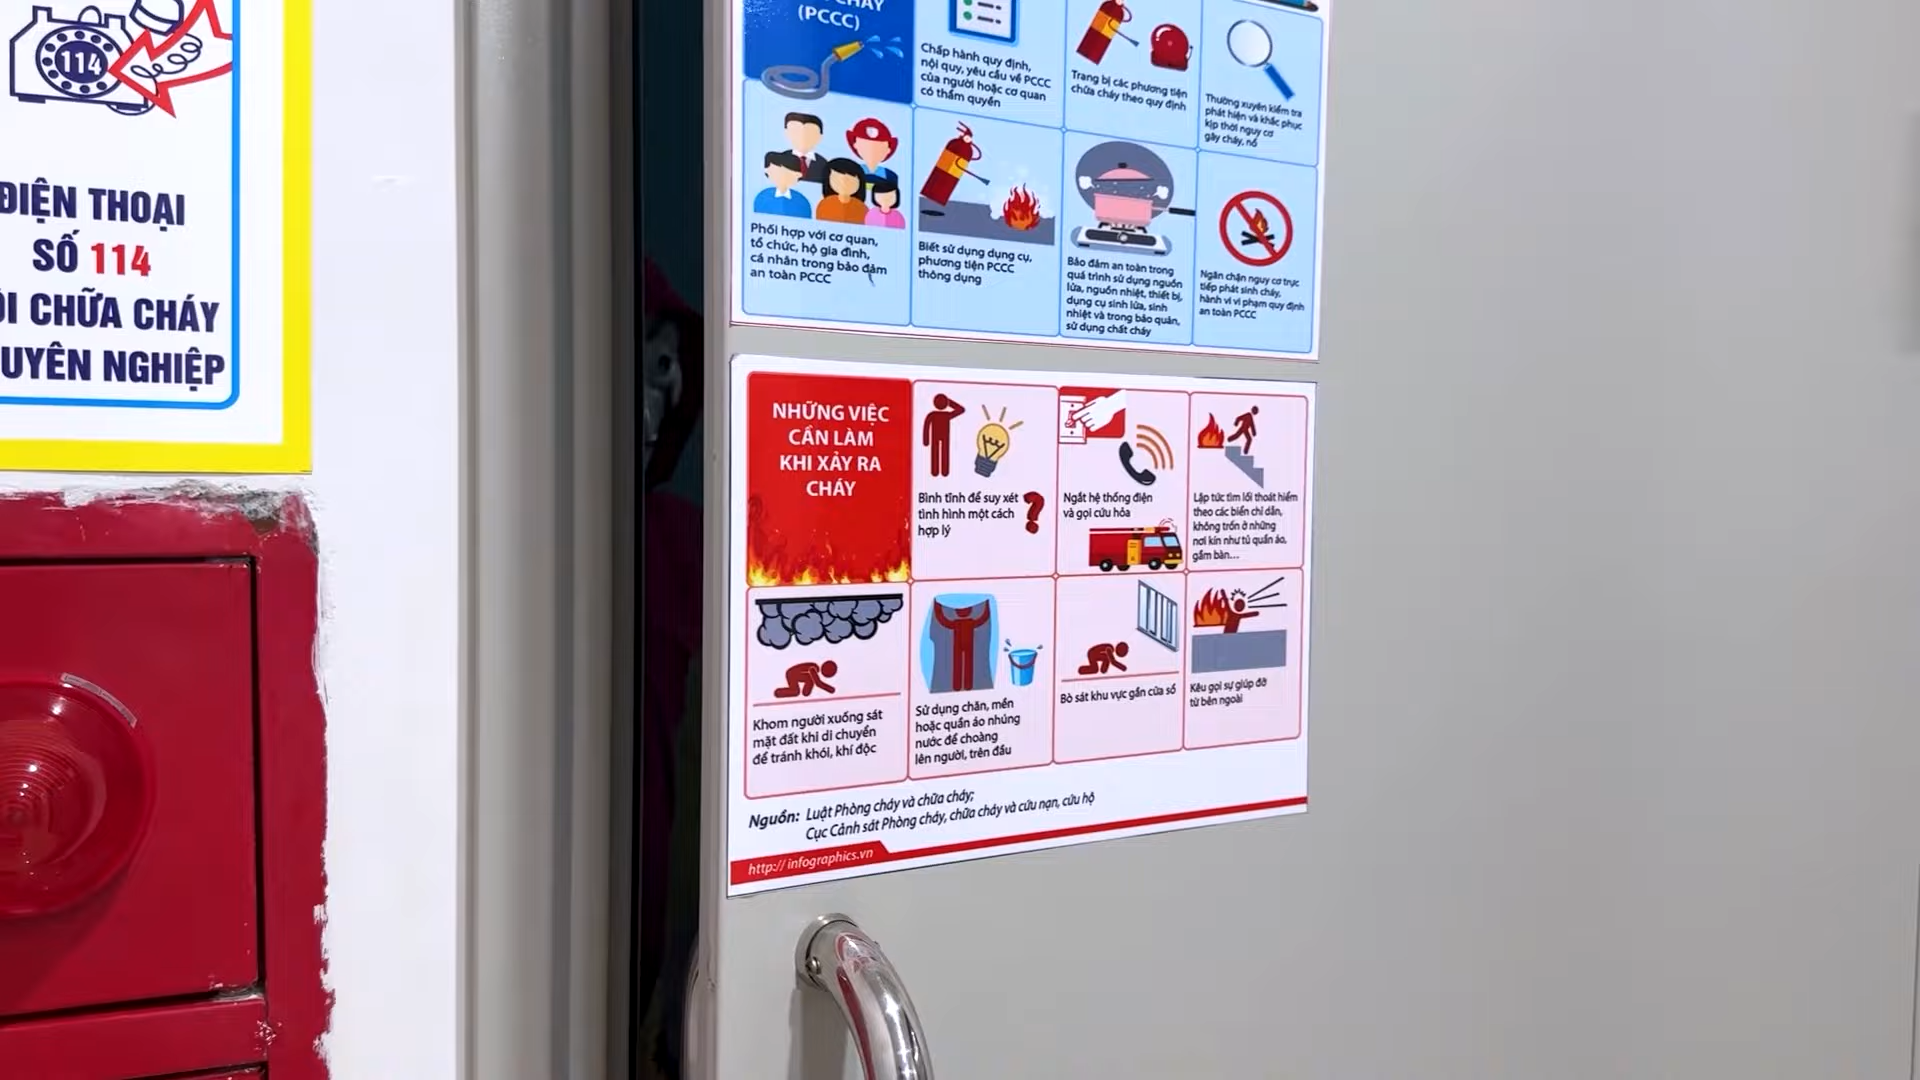 114
ĐIỆN THOẠI
SỐ 114
CHỮA CHÁY
NGHIỆP
CHÁY
(PCCC)
Chấp hành quy định,
nội quy, yêu cầu về PCCC
của người hoặc cơ quan
có thẩm quyền
Trang bị các phương tiện
chữa cháy theo quy định
Thường xuyên kiểm tra
phát hiện và khắc phục
kịp thời nguy cơ
gây cháy, nổ
Phối hợp với cơ quan,
tổ chức, hộ gia đình,
cá nhân trong bảo đảm
an toàn PCCC
Biết sử dụng dụng cụ,
phương tiện PCCC
thông dụng
Bảo đảm an toàn trong
quá trình sử dụng nguồn
lửa, nguồn nhiệt, thiết bị,
dụng cụ sinh lửa, sinh
nhiệt và trong bảo quản,
sử dụng chất cháy
Ngăn chặn nguy cơ trực
tiếp phát sinh cháy,
hành vi vi phạm quy định
an toàn PCCC
NHỮNG VIỆC
CẦN LÀM
KHI XẢY RA
CHÁY
Bình tĩnh để suy xét
tình hình một cách
hợp lý
?
Ngắt hệ thống điện
và gọi cứu hỏa
Lập tức tìm lối thoát hiểm
theo các biển chỉ dẫn,
không trốn ở những
nơi kín như tủ quần áo,
gầm bàn...
Khom người xuống sát
mặt đất khi di chuyển
để tránh khói, khí độc
Sử dụng chăn, mền
hoặc quần áo nhúng
nước để choàng
lên người, trên đầu
Bò sát khu vực gần cửa sổ
Kêu gọi sự giúp đỡ
từ bên ngoài
Nguồn: Luật Phòng cháy và chữa cháy;
Cục Cảnh sát Phòng cháy, chữa cháy và cứu nạn, cứu hộ
http://infographics.vn